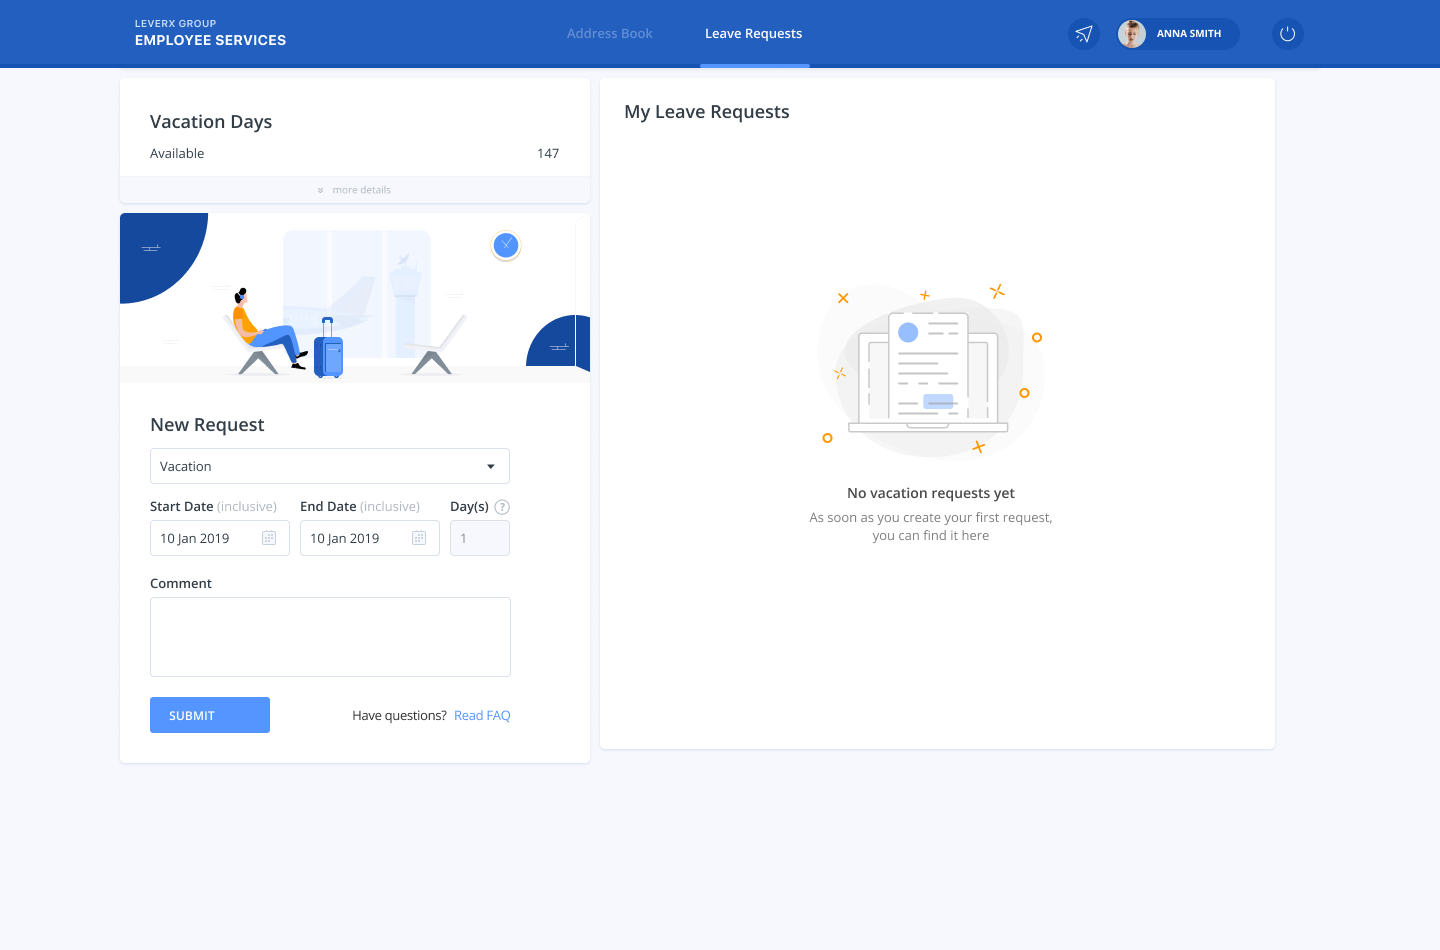 LEVERX GROUP
EMPLOYEE SERVICES
Address Book
Leave Requests
ANNA SMITH
Vacation Days
Available
147
more details
New Request
Vacation
Start Date (inclusive)
End Date (inclusive)
Day(s) ?
10 Jan 2019
10 Jan 2019
1
Comment
SUBMIT
Have questions? Read FAQ
My Leave Requests
No vacation requests yet
As soon as you create your first request,
you can find it here